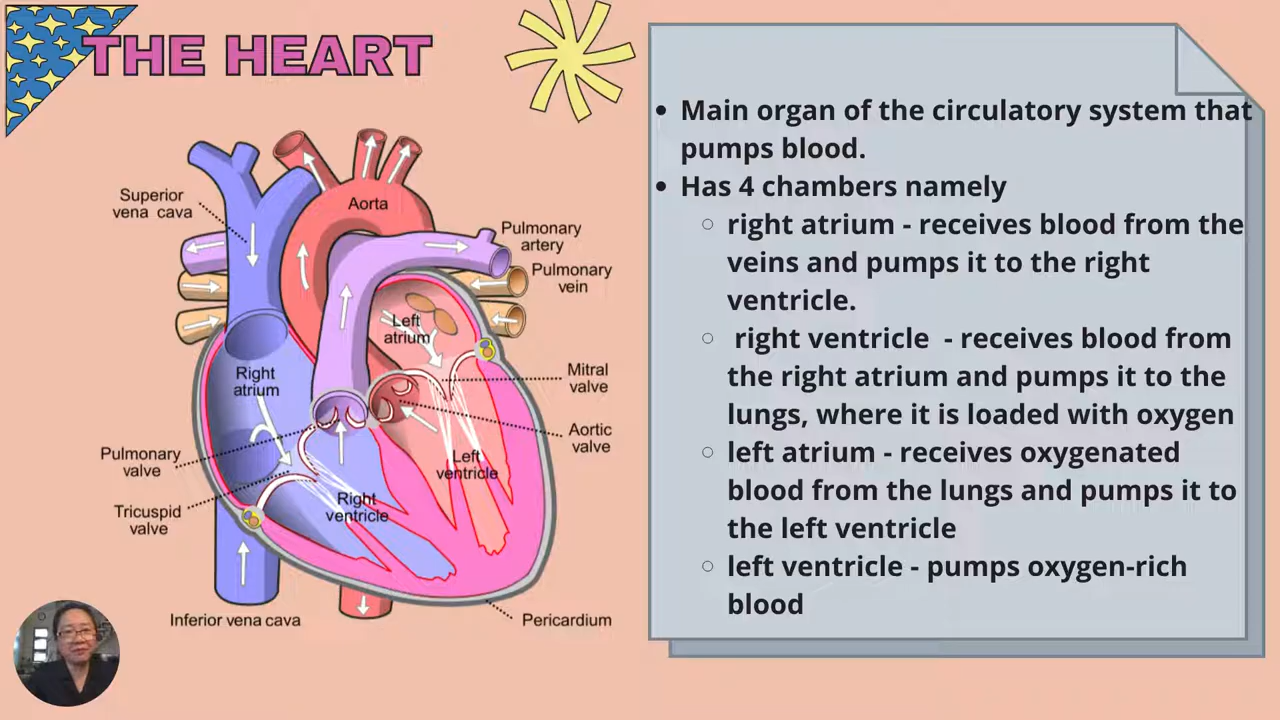 THE HEART
Superior
vena cava
Aorta
Pulmonary
artery
Pulmonary
vein
Left
atrium
Right
atrium
Mitral
valve
Aortic
valve
Pulmonary
valve
Left
ventricle
Right
ventricle
Tricuspid
valve
Inferior vena cava
Pericardium
• Main organ of the circulatory system that
pumps blood.
• Has 4 chambers namely
○ right atrium - receives blood from the
veins and pumps it to the right
ventricle.
○ right ventricle - receives blood from
the right atrium and pumps it to the
lungs, where it is loaded with oxygen
○ left atrium - receives oxygenated
blood from the lungs and pumps it to
the left ventricle
○ left ventricle - pumps oxygen-rich
blood